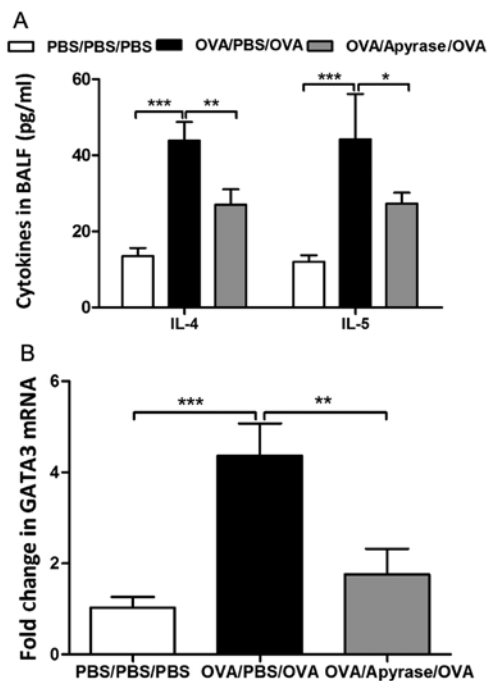 A
PBS/PBS/PBS OVA/PBS/OVA OVA/Apyrase/OVA
Cytokines in BALF (pg/ml)
60
40
20
0
*** ** *** *
IL-4 IL-5
B
Fold change in GATA3 mRNA
6
4
2
0
*** **
PBS/PBS/PBS OVA/PBS/OVA OVA/Apyrase/OVA